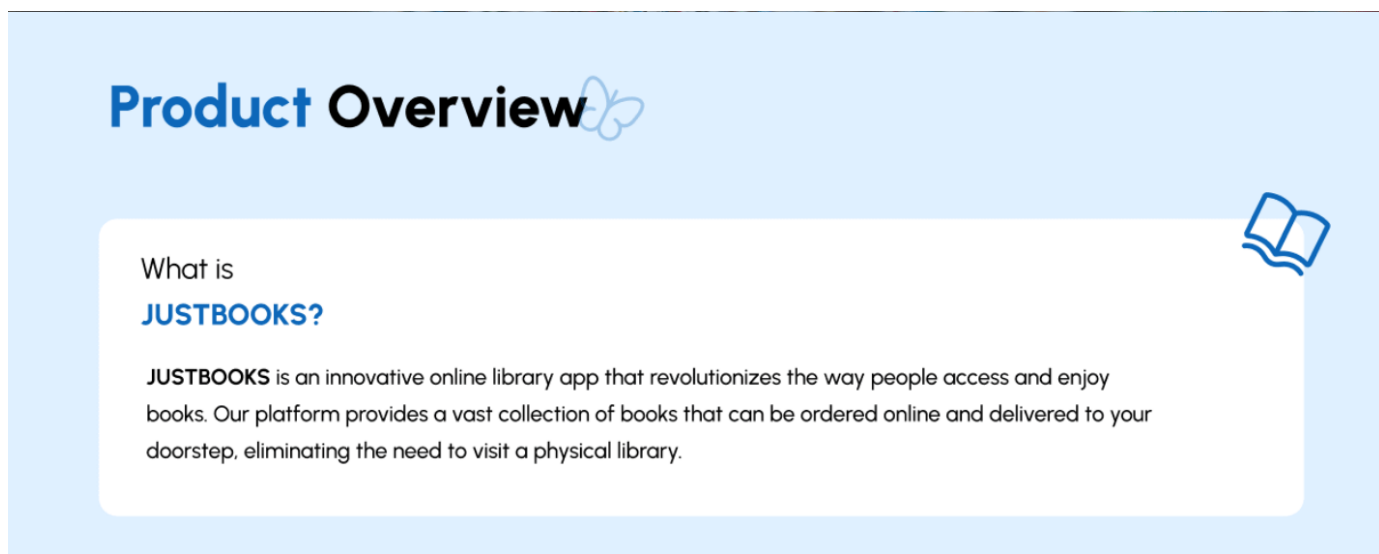 Product Overview
What is
JUSTBOOKS?
JUSTBOOKS is an innovative online library app that revolutionizes the way people access and enjoy
books. Our platform provides a vast collection of books that can be ordered online and delivered to your
doorstep, eliminating the need to visit a physical library.